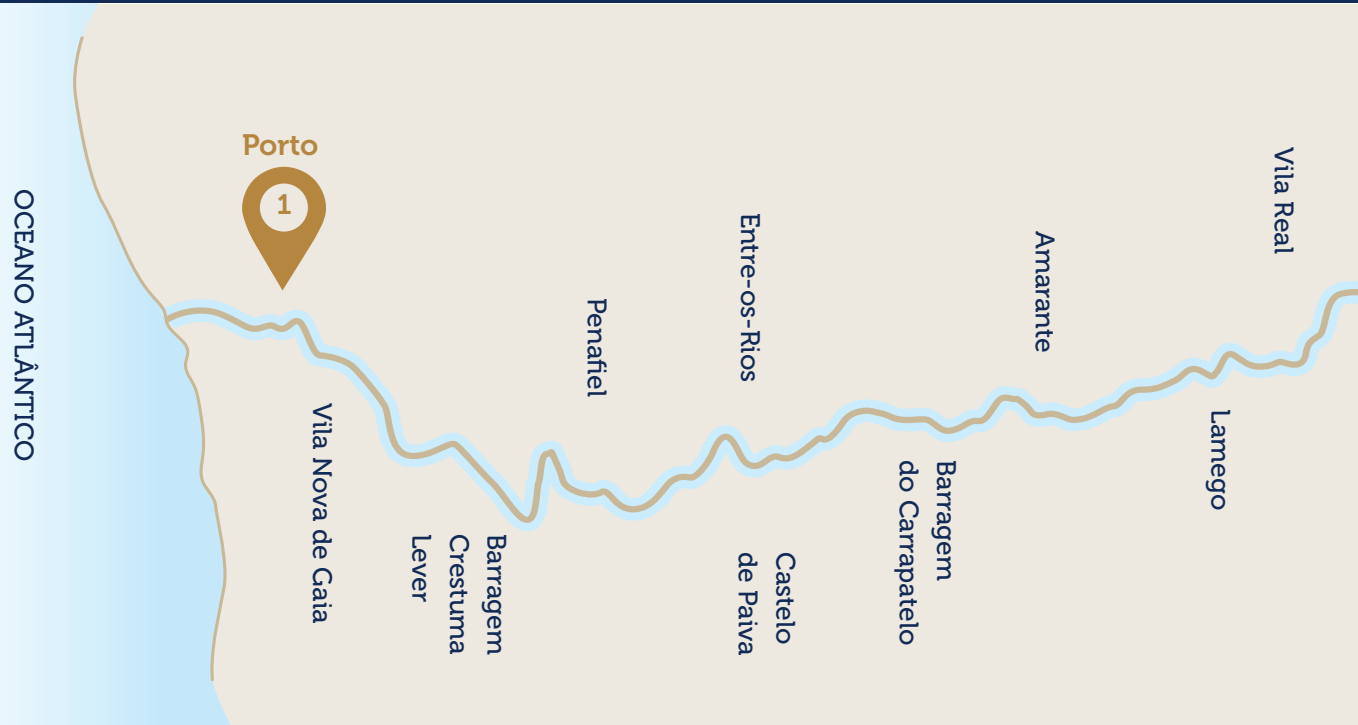 OCEANO ATLÂNTICO
Porto
1
Vila Nova de Gaia
Barragem
Crestuma
Lever
Penafiel
Entre-os-Rios
Castelo
de Paiva
Barragem
do Carrapatelo
Amarante
Lamego
Vila Real